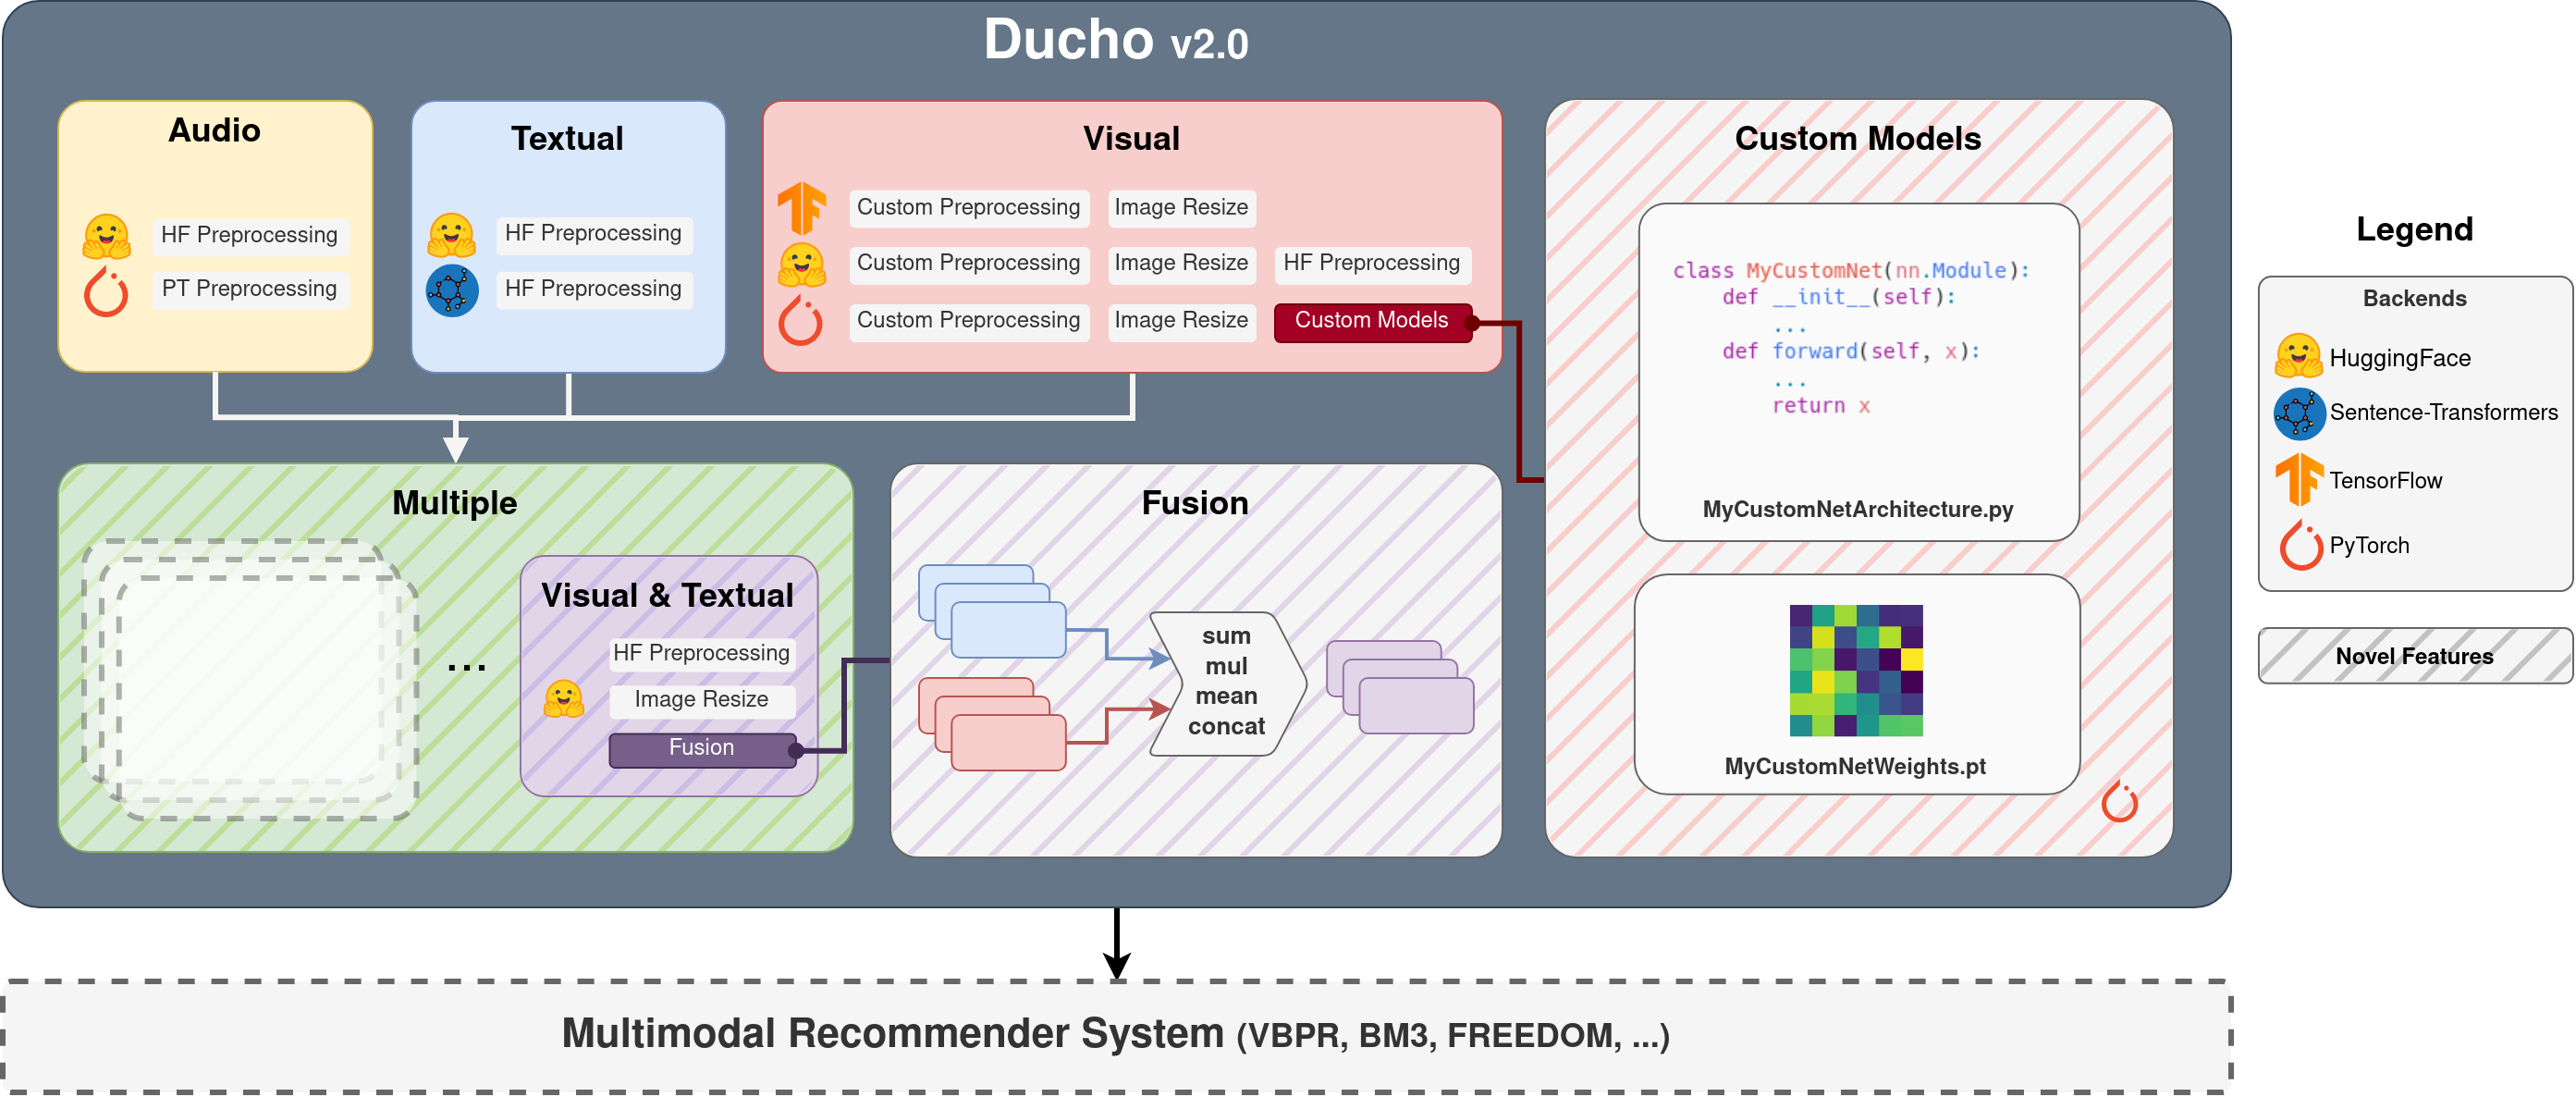 Ducho v2.0
Audio
HF Preprocessing
PT Preprocessing
Textual
HF Preprocessing
HF Preprocessing
Visual
Custom Preprocessing Image Resize
Custom Preprocessing Image Resize HF Preprocessing
Custom Preprocessing Image Resize Custom Models
Custom Models
class MyCustomNet(nn.Module):
def __init__(self):
...
def forward(self, x):
...
return x
MyCustomNetArchitecture.py
MyCustomNetWeights.pt
Multiple
...
Visual & Textual
HF Preprocessing
Image Resize
Fusion
Fusion
sum
mul
mean
concat
Legend
Backends
HuggingFace
Sentence-Transformers
TensorFlow
PyTorch
Novel Features
Multimodal Recommender System (VBPR, BM3, FREEDOM, ...)